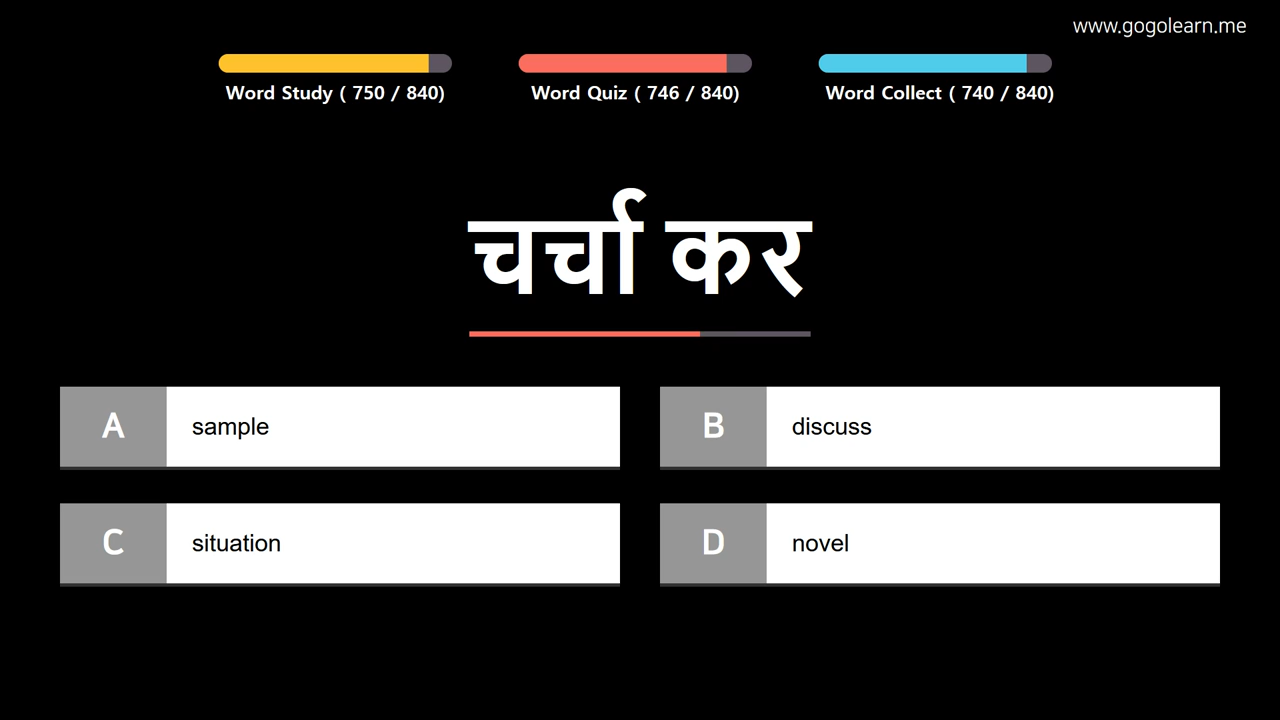 www.gogolearn.me
Word Study ( 750 / 840)
Word Quiz ( 746 / 840)
Word Collect ( 740 / 840)
चर्चा कर
A sample
B discuss
C situation
D novel